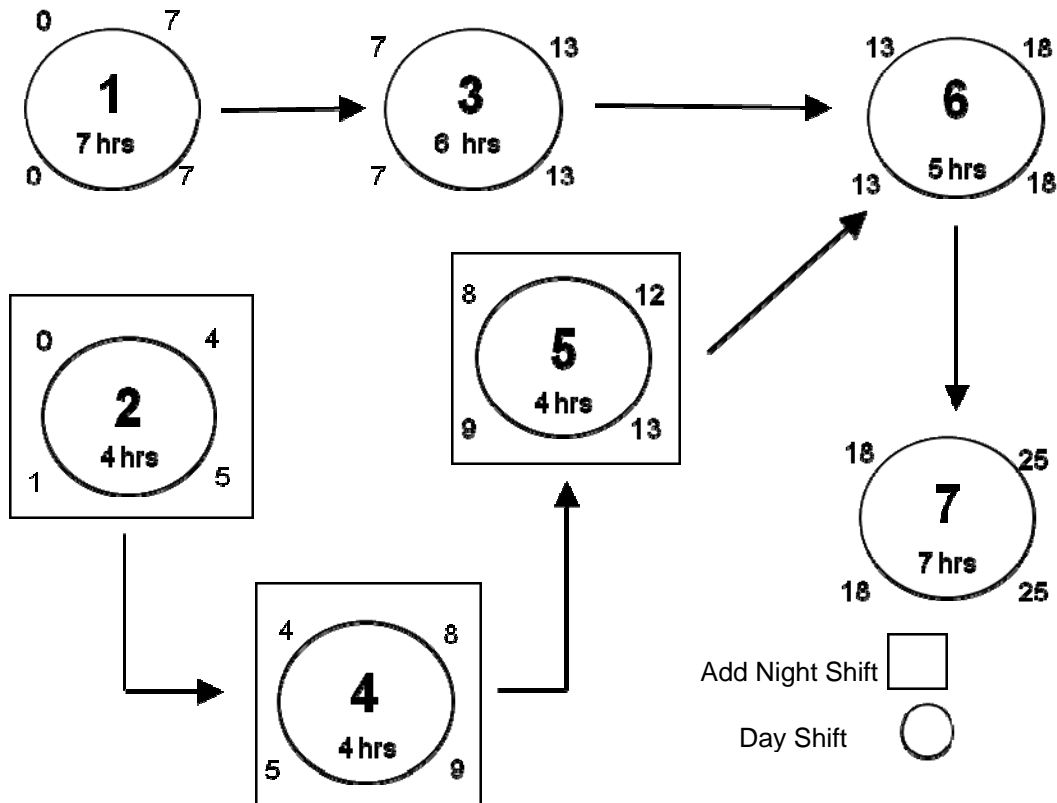 0 7
1
7 hrs
0 7
7 13
3
6 hrs
7 13
13 18
6
5 hrs
13 18
0 4
2
4 hrs
1 5
8 12
5
4 hrs
9 13
4 8
4
4 hrs
5 9
18 25
7
7 hrs
18 25
Add Night Shift
Day Shift